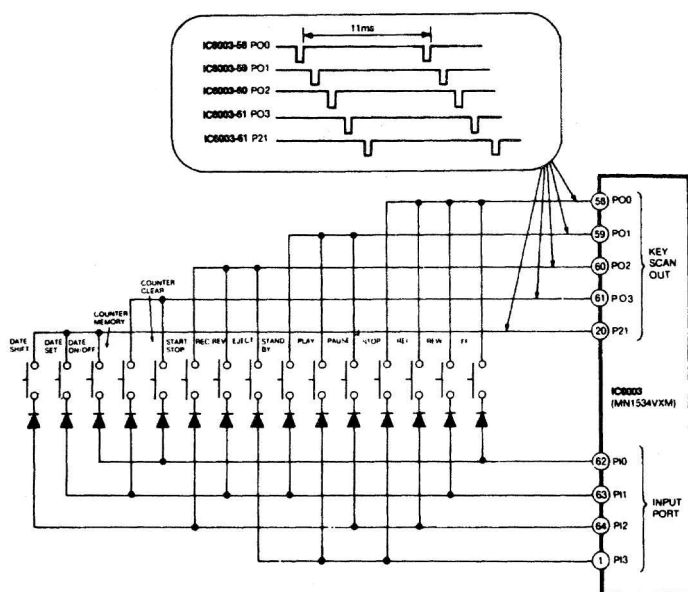 11ms
IC6003-58 PO0
IC6003-59 PO1
IC6003-60 PO2
IC6003-61 PO3
IC6003-61 P21
58 PO0
59 PO1
60 PO2
61 PO3
20 P21
KEY
SCAN
OUT
COUNTER
CLEAR
COUNTER
MEMORY
DATE
SHIFT
DATE
SET
DATE
ON-OFF
START
STOP
REC
REV
EJECT
STAND
BY
PLAY
PAUSE
STOP
REW
FF
IC6003
(MN1534VXM)
62 PI0
63 PI1
64 PI2
1 PI3
INPUT
PORT